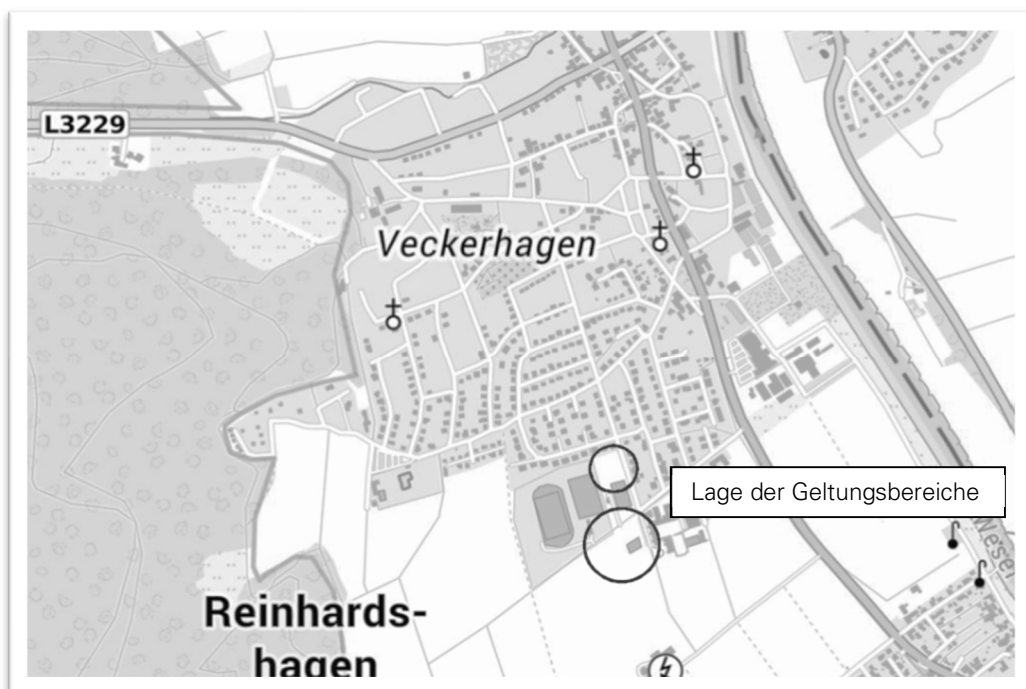 L3229
Veckerhagen
Lage der Geltungsbereiche
Weser
Reinhards-
hagen